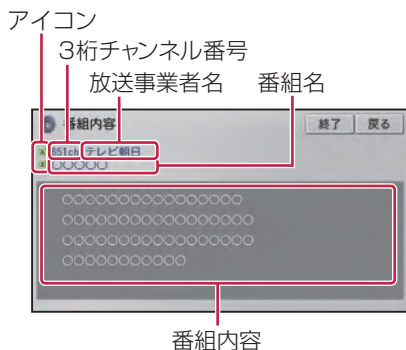 アイコン
3桁チャンネル番号
放送事業者名 番組名
番組内容 終了 戻る
651ch テレビ朝日
○○○○○
○○○○○○○○○○○○○○○○
○○○○○○○○○○○○○○○○○
○○○○○○○○○○○○○○○○○
○○○○○○○○○○○
番組内容